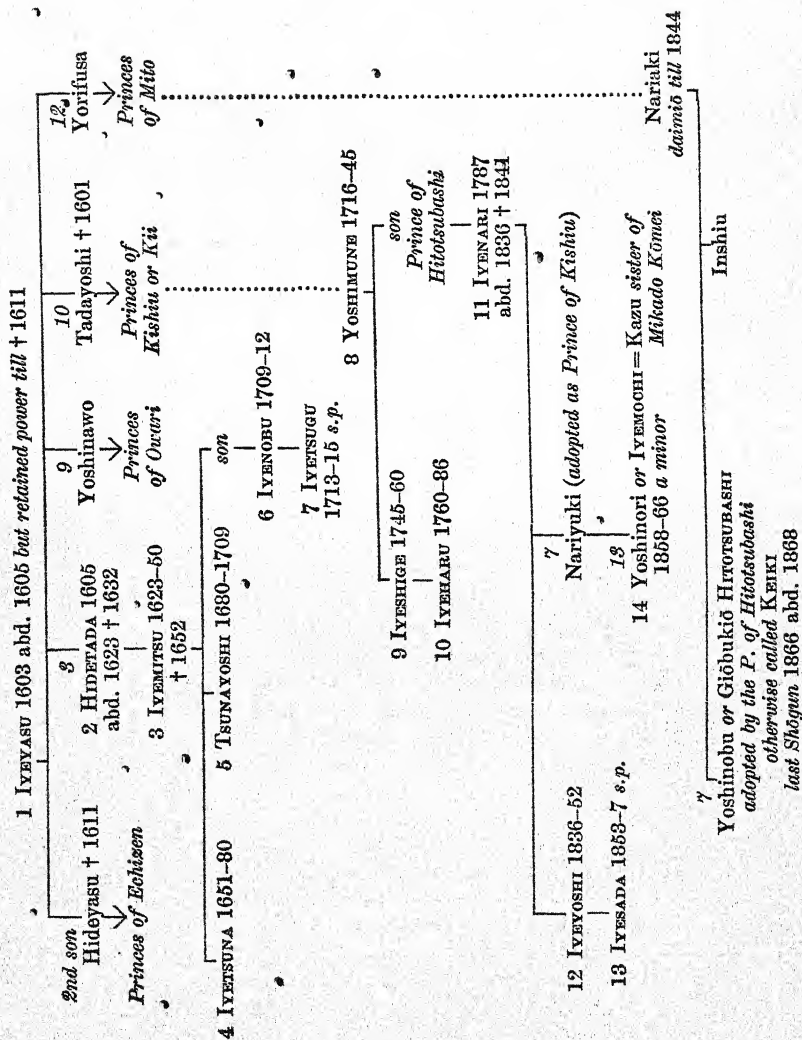 1 IYEYASU 1603 abd. 1605 but retained power till † 1611
2nd son
Hideyasu † 1611
Princes of Echizen
3
2 HIDETADA 1605
abd. 1623 † 1632
3 IYEMITSU 1623–50
† 1652
9
Yoshinawo
Princes
of Owari
10
Tadayoshi † 1601
Princes of
Kishiu or Kii
12
Yorifusa
Princes
of Mito
4 IYETSUNA 1651–80
5 TSUNAYOSHI 1680–1709
son
6 IYENOBU 1709–12
7 IYETSUGU
1713–15 s.p.
8 YOSHIMUNE 1716–45
9 IYESHIGE 1745–60
10 IYEHARU 1760–86
son
Prince of
Hitotsubashi
11 IYENARI 1787
abd. 1836 † 1841
12 IYEYOSHI 1836–52
13 IYESADA 1853–7 s.p.
7
Nariyuki (adopted as Prince of Kishiu)
13
14 Yoshinori or IYEMOCHI = Kazu sister of
1858–66 a minor
Mikado Kōmei
Nariaki
daimiō till 1844
7
Yoshinobu or Giōbukiō HITOTSUBASHI
adopted by the P. of Hitotsubashi
otherwise called KEIKI
last Shōgun 1866 abd. 1868
Inshiu